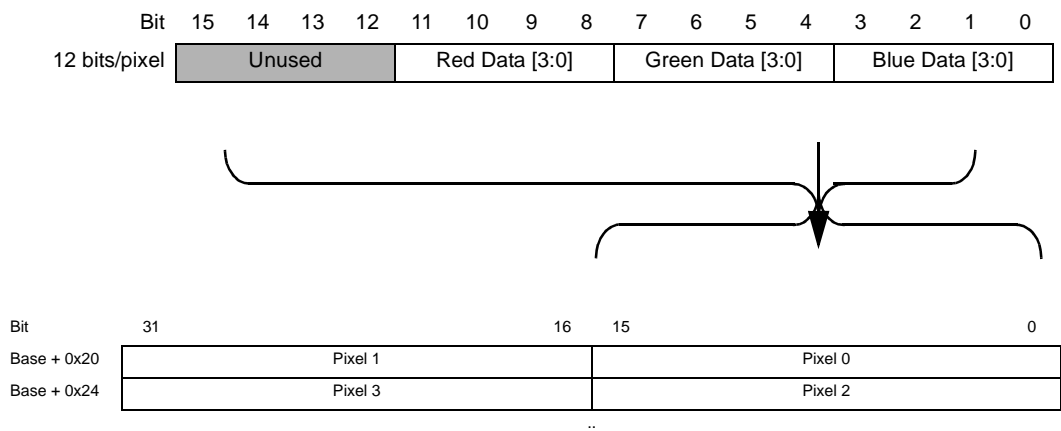 Bit 15 14 13 12 11 10 9 8 7 6 5 4 3 2 1 0
12 bits/pixel Unused Red Data [3:0] Green Data [3:0] Blue Data [3:0]
Bit 31 16 15 0
Base + 0x20 Pixel 1 Pixel 0
Base + 0x24 Pixel 3 Pixel 2